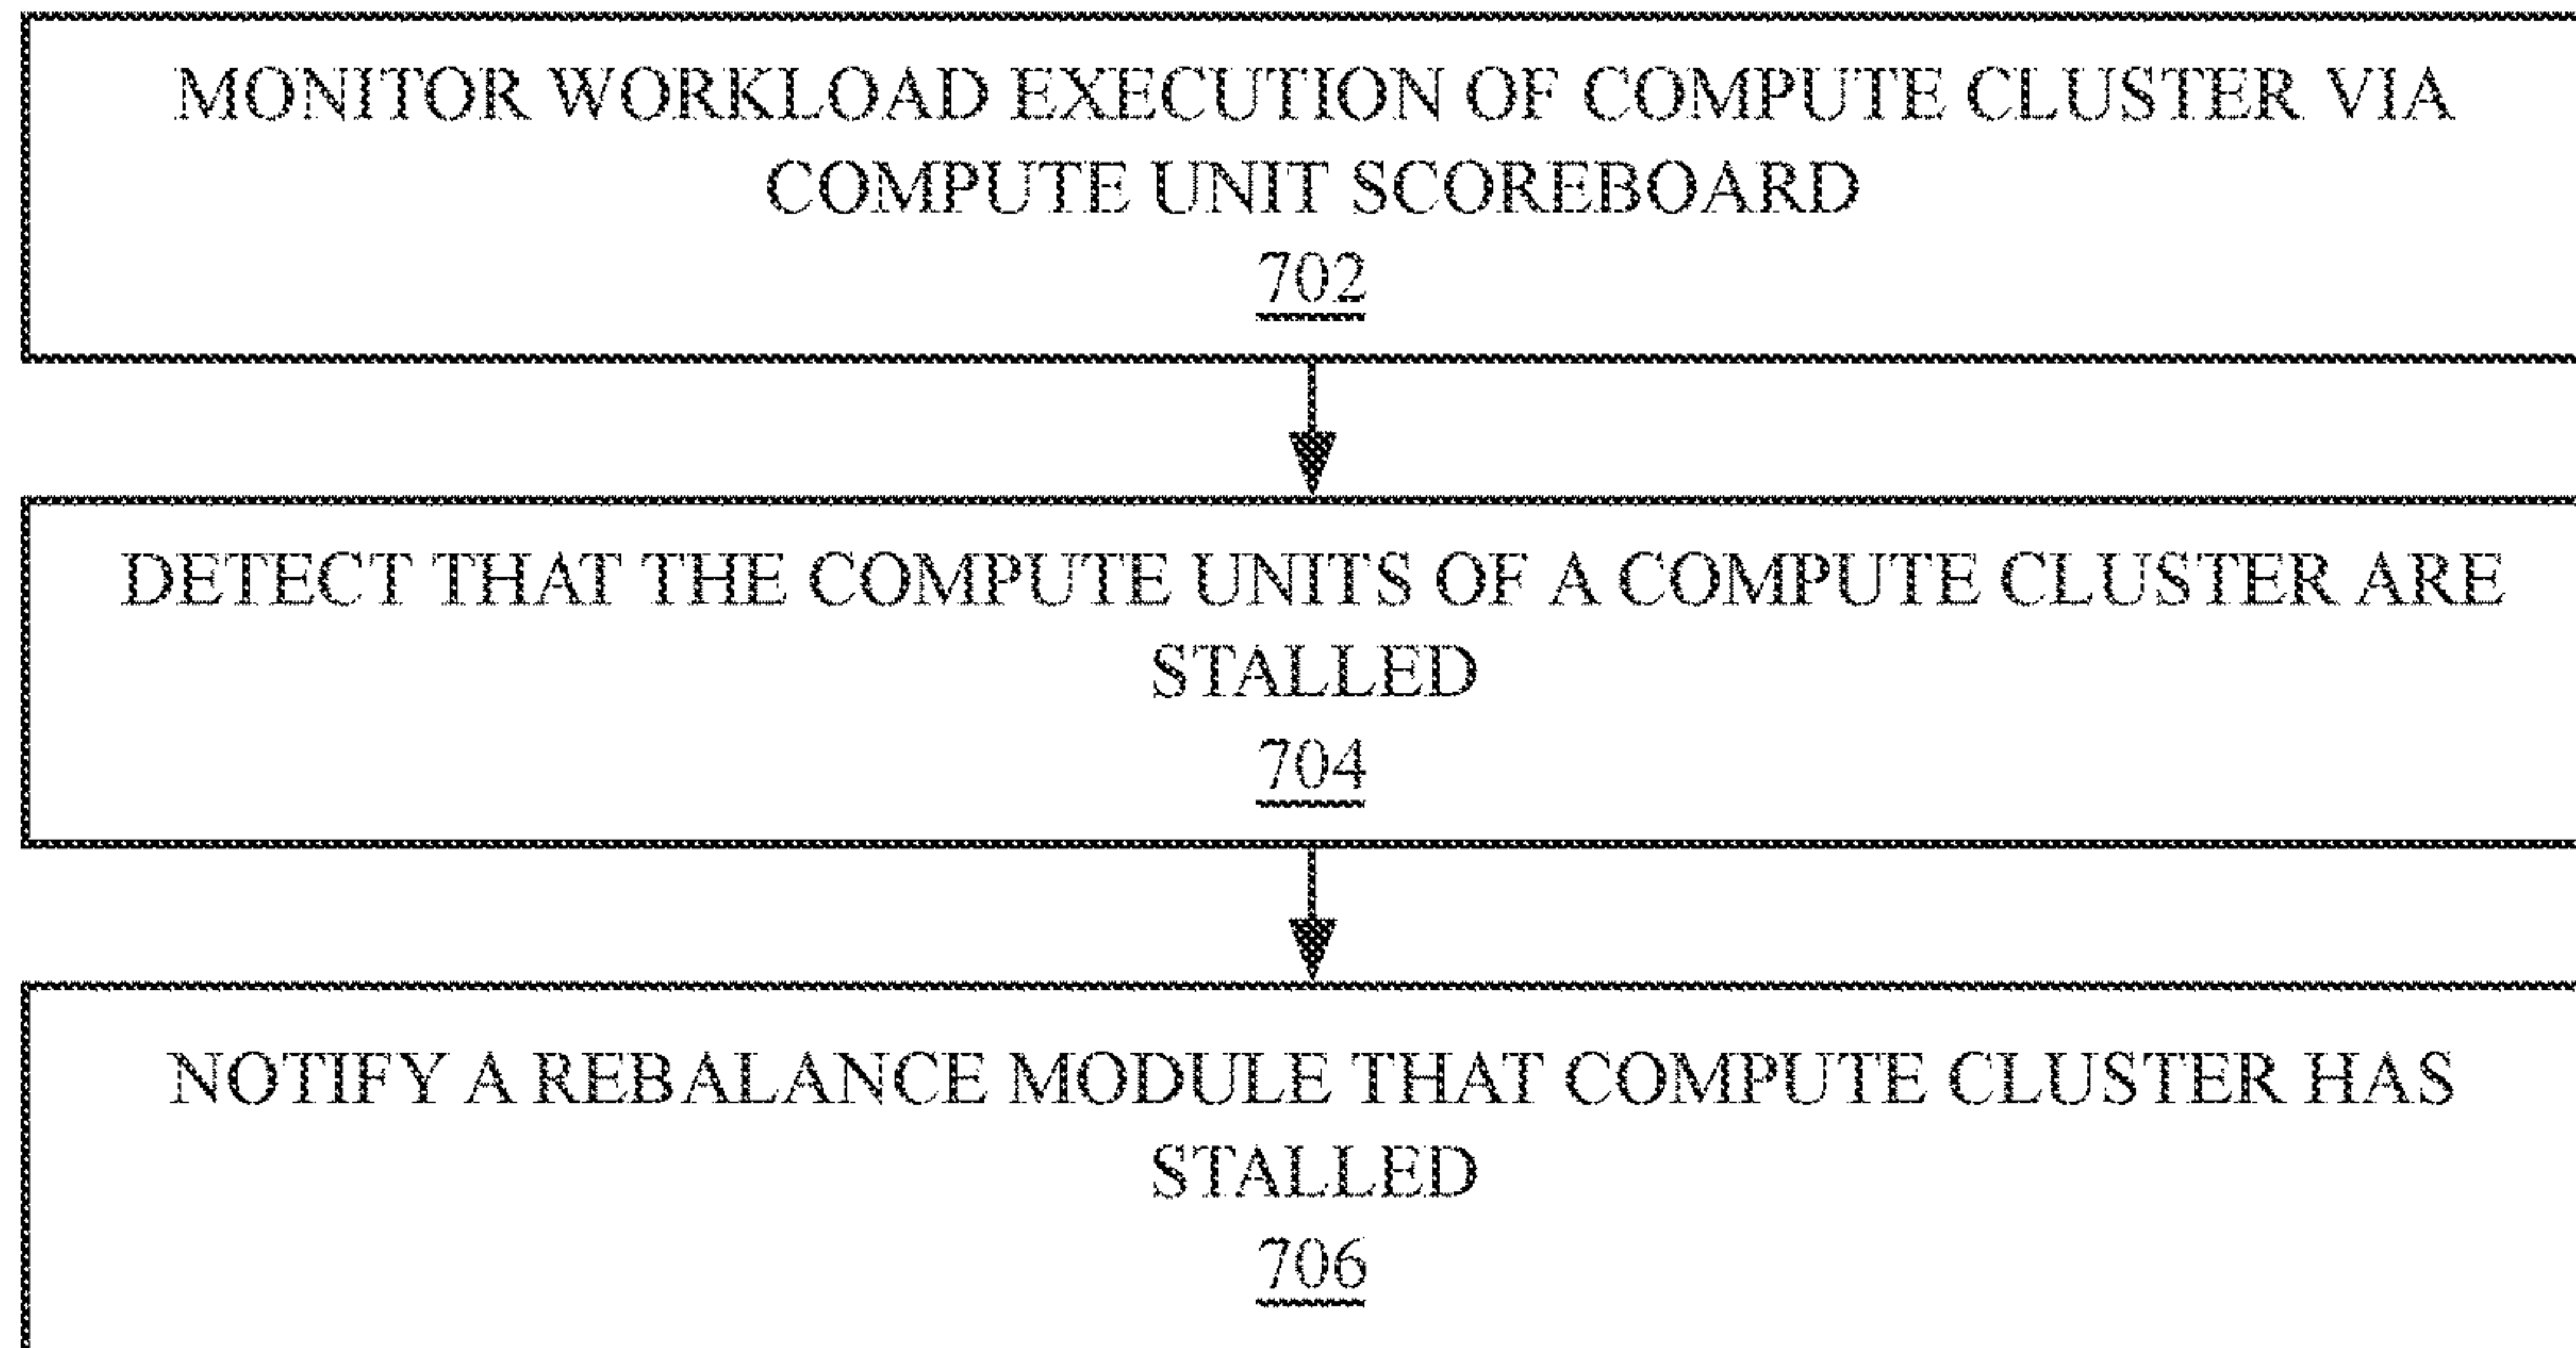 MONITOR WORKLOAD EXECUTION OF COMPUTE CLUSTER VIA
COMPUTE UNIT SCOREBOARD
702
DETECT THAT THE COMPUTE UNITS OF A COMPUTE CLUSTER ARE
STALLED
704
NOTIFY A REBALANCE MODULE THAT COMPUTE CLUSTER HAS
STALLED
706